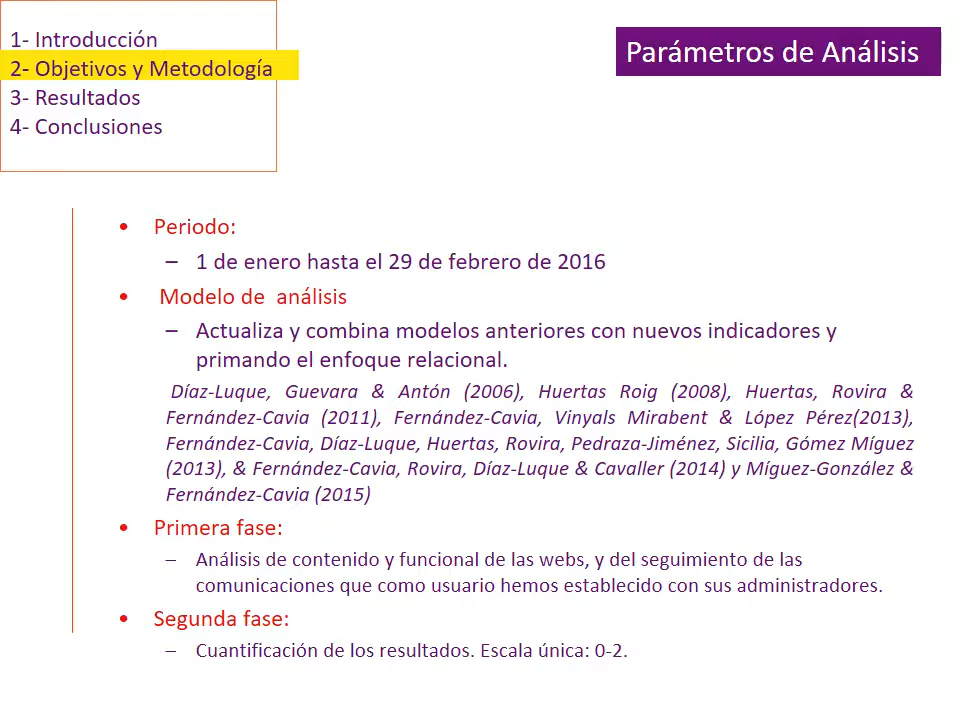 1- Introducción
2- Objetivos y Metodología
3- Resultados
4- Conclusiones
Parámetros de Análisis
• Periodo:
– 1 de enero hasta el 29 de febrero de 2016
• Modelo de análisis
– Actualiza y combina modelos anteriores con nuevos indicadores y
primando el enfoque relacional.
Díaz-Luque, Guevara & Antón (2006), Huertas Roig (2008), Huertas, Rovira &
Fernández-Cavia (2011), Fernández-Cavia, Vinyals Mirabent & López Pérez(2013),
Fernández-Cavia, Díaz-Luque, Huertas, Rovira, Pedraza-Jiménez, Sicilia, Gómez Míguez
(2013), & Fernández-Cavia, Rovira, Díaz-Luque & Cavaller (2014) y Míguez-González &
Fernández-Cavia (2015)
• Primera fase:
– Análisis de contenido y funcional de las webs, y del seguimiento de las
comunicaciones que como usuario hemos establecido con sus administradores.
• Segunda fase:
– Cuantificación de los resultados. Escala única: 0-2.